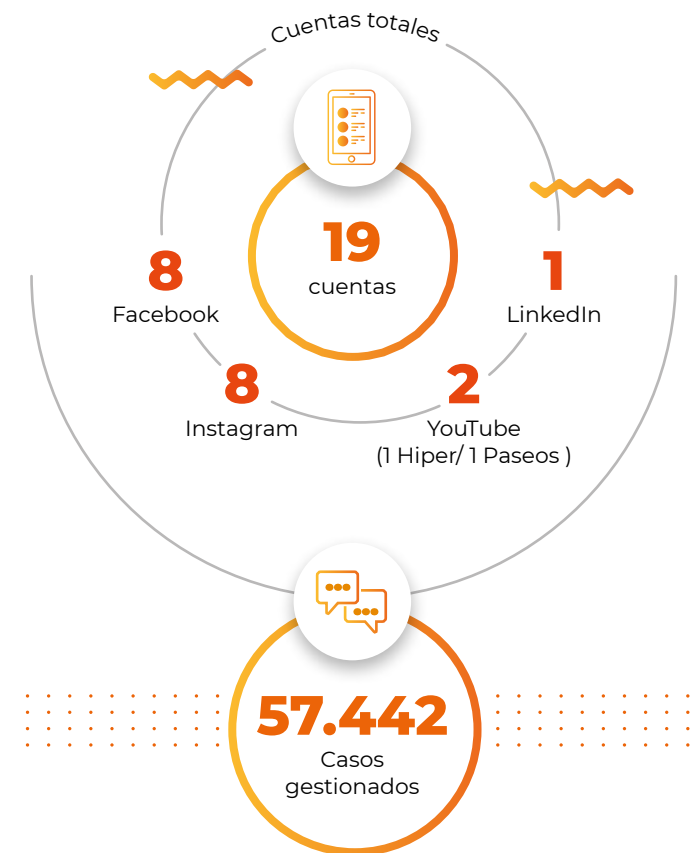 Cuentas totales
19
cuentas
8
Facebook
1
LinkedIn
8
Instagram
2
YouTube
(1 Hiper/ 1 Paseos )
57.442
Casos
gestionados